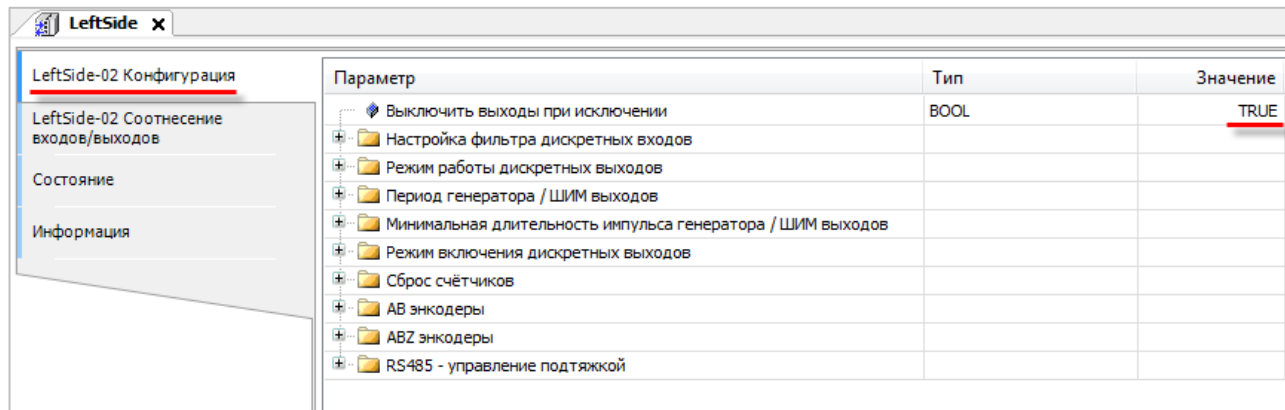 LeftSide x
LeftSide-02 Конфигурация
LeftSide-02 Соотнесение
входов/выходов
Состояние
Информация
Параметр Тип Значение
Выключить выходы при исключении BOOL TRUE
Настройка фильтра дискретных входов
Режим работы дискретных выходов
Период генератора / ШИМ выходов
Минимальная длительность импульса генератора / ШИМ выходов
Режим включения дискретных выходов
Сброс счётчиков
AB энкодеры
ABZ энкодеры
RS485 - управление подтяжкой